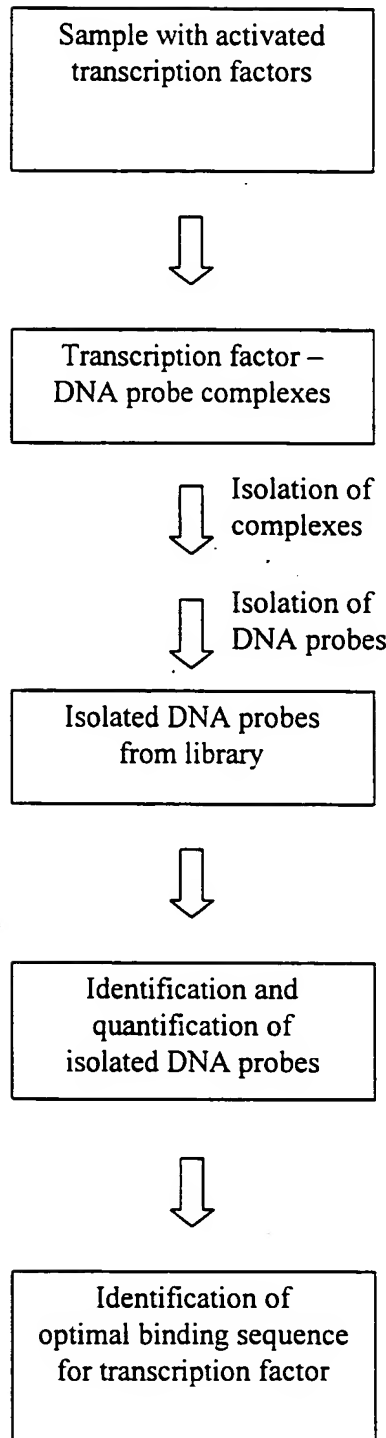 Sample with activated
transcription factors
Transcription factor –
DNA probe complexes
Isolation of
complexes
Isolation of
DNA probes
Isolated DNA probes
from library
Identification and
quantification of
isolated DNA probes
Identification of
optimal binding sequence
for transcription factor